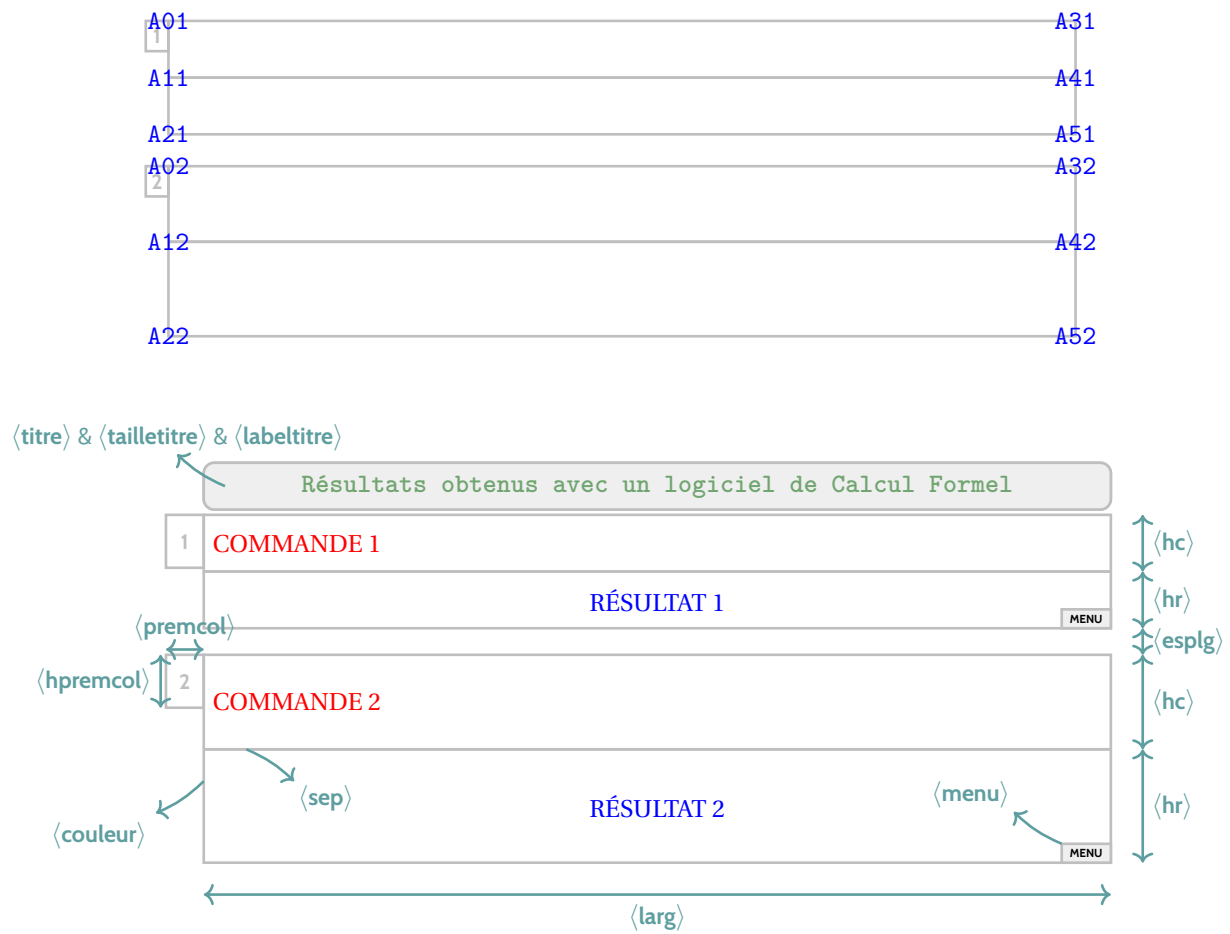 A01 A31
1
A11 A41
A21 A51
A02 A32
2
A12 A42
A22 A52
⟨titre⟩ & ⟨tailletitre⟩ & ⟨labeltitre⟩
Résultats obtenus avec un logiciel de Calcul Formel
1 COMMANDE 1 ⟨hc⟩
RÉSULTAT 1 ⟨hr⟩
MENU
⟨premcol⟩ ⟨esplg⟩
⟨hpremcol⟩ 2 COMMANDE 2 ⟨hc⟩
⟨sep⟩ ⟨menu⟩
RÉSULTAT 2 ⟨hr⟩
⟨couleur⟩
MENU
⟨larg⟩